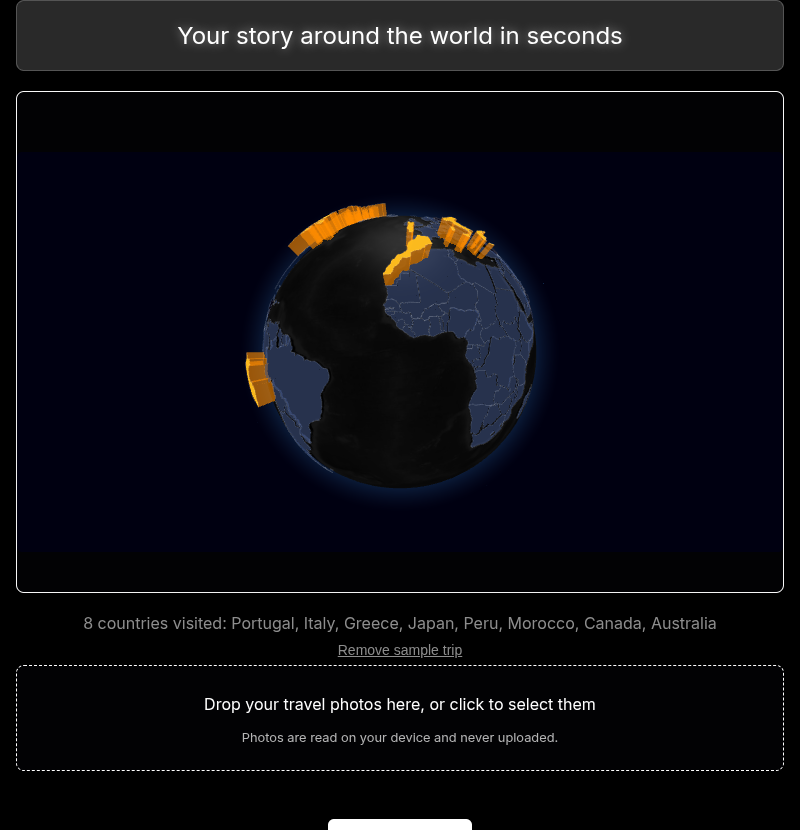 Your story around the world in seconds
8 countries visited: Portugal, Italy, Greece, Japan, Peru, Morocco, Canada, Australia
Remove sample trip
Drop your travel photos here, or click to select them
Photos are read on your device and never uploaded.